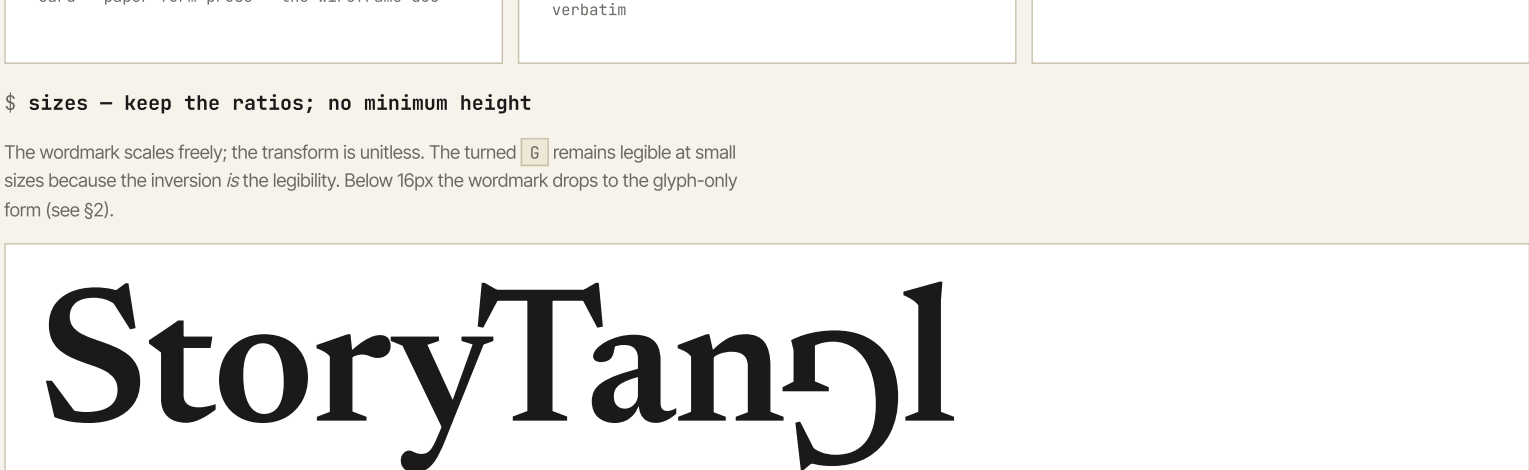 card — paper-form prose — the wireframe doc
verbatim
$ sizes — keep the ratios; no minimum height
The wordmark scales freely; the transform is unitless. The turned G remains legible at small
sizes because the inversion is the legibility. Below 16px the wordmark drops to the glyph-only
form (see §2).
StoryTanGl